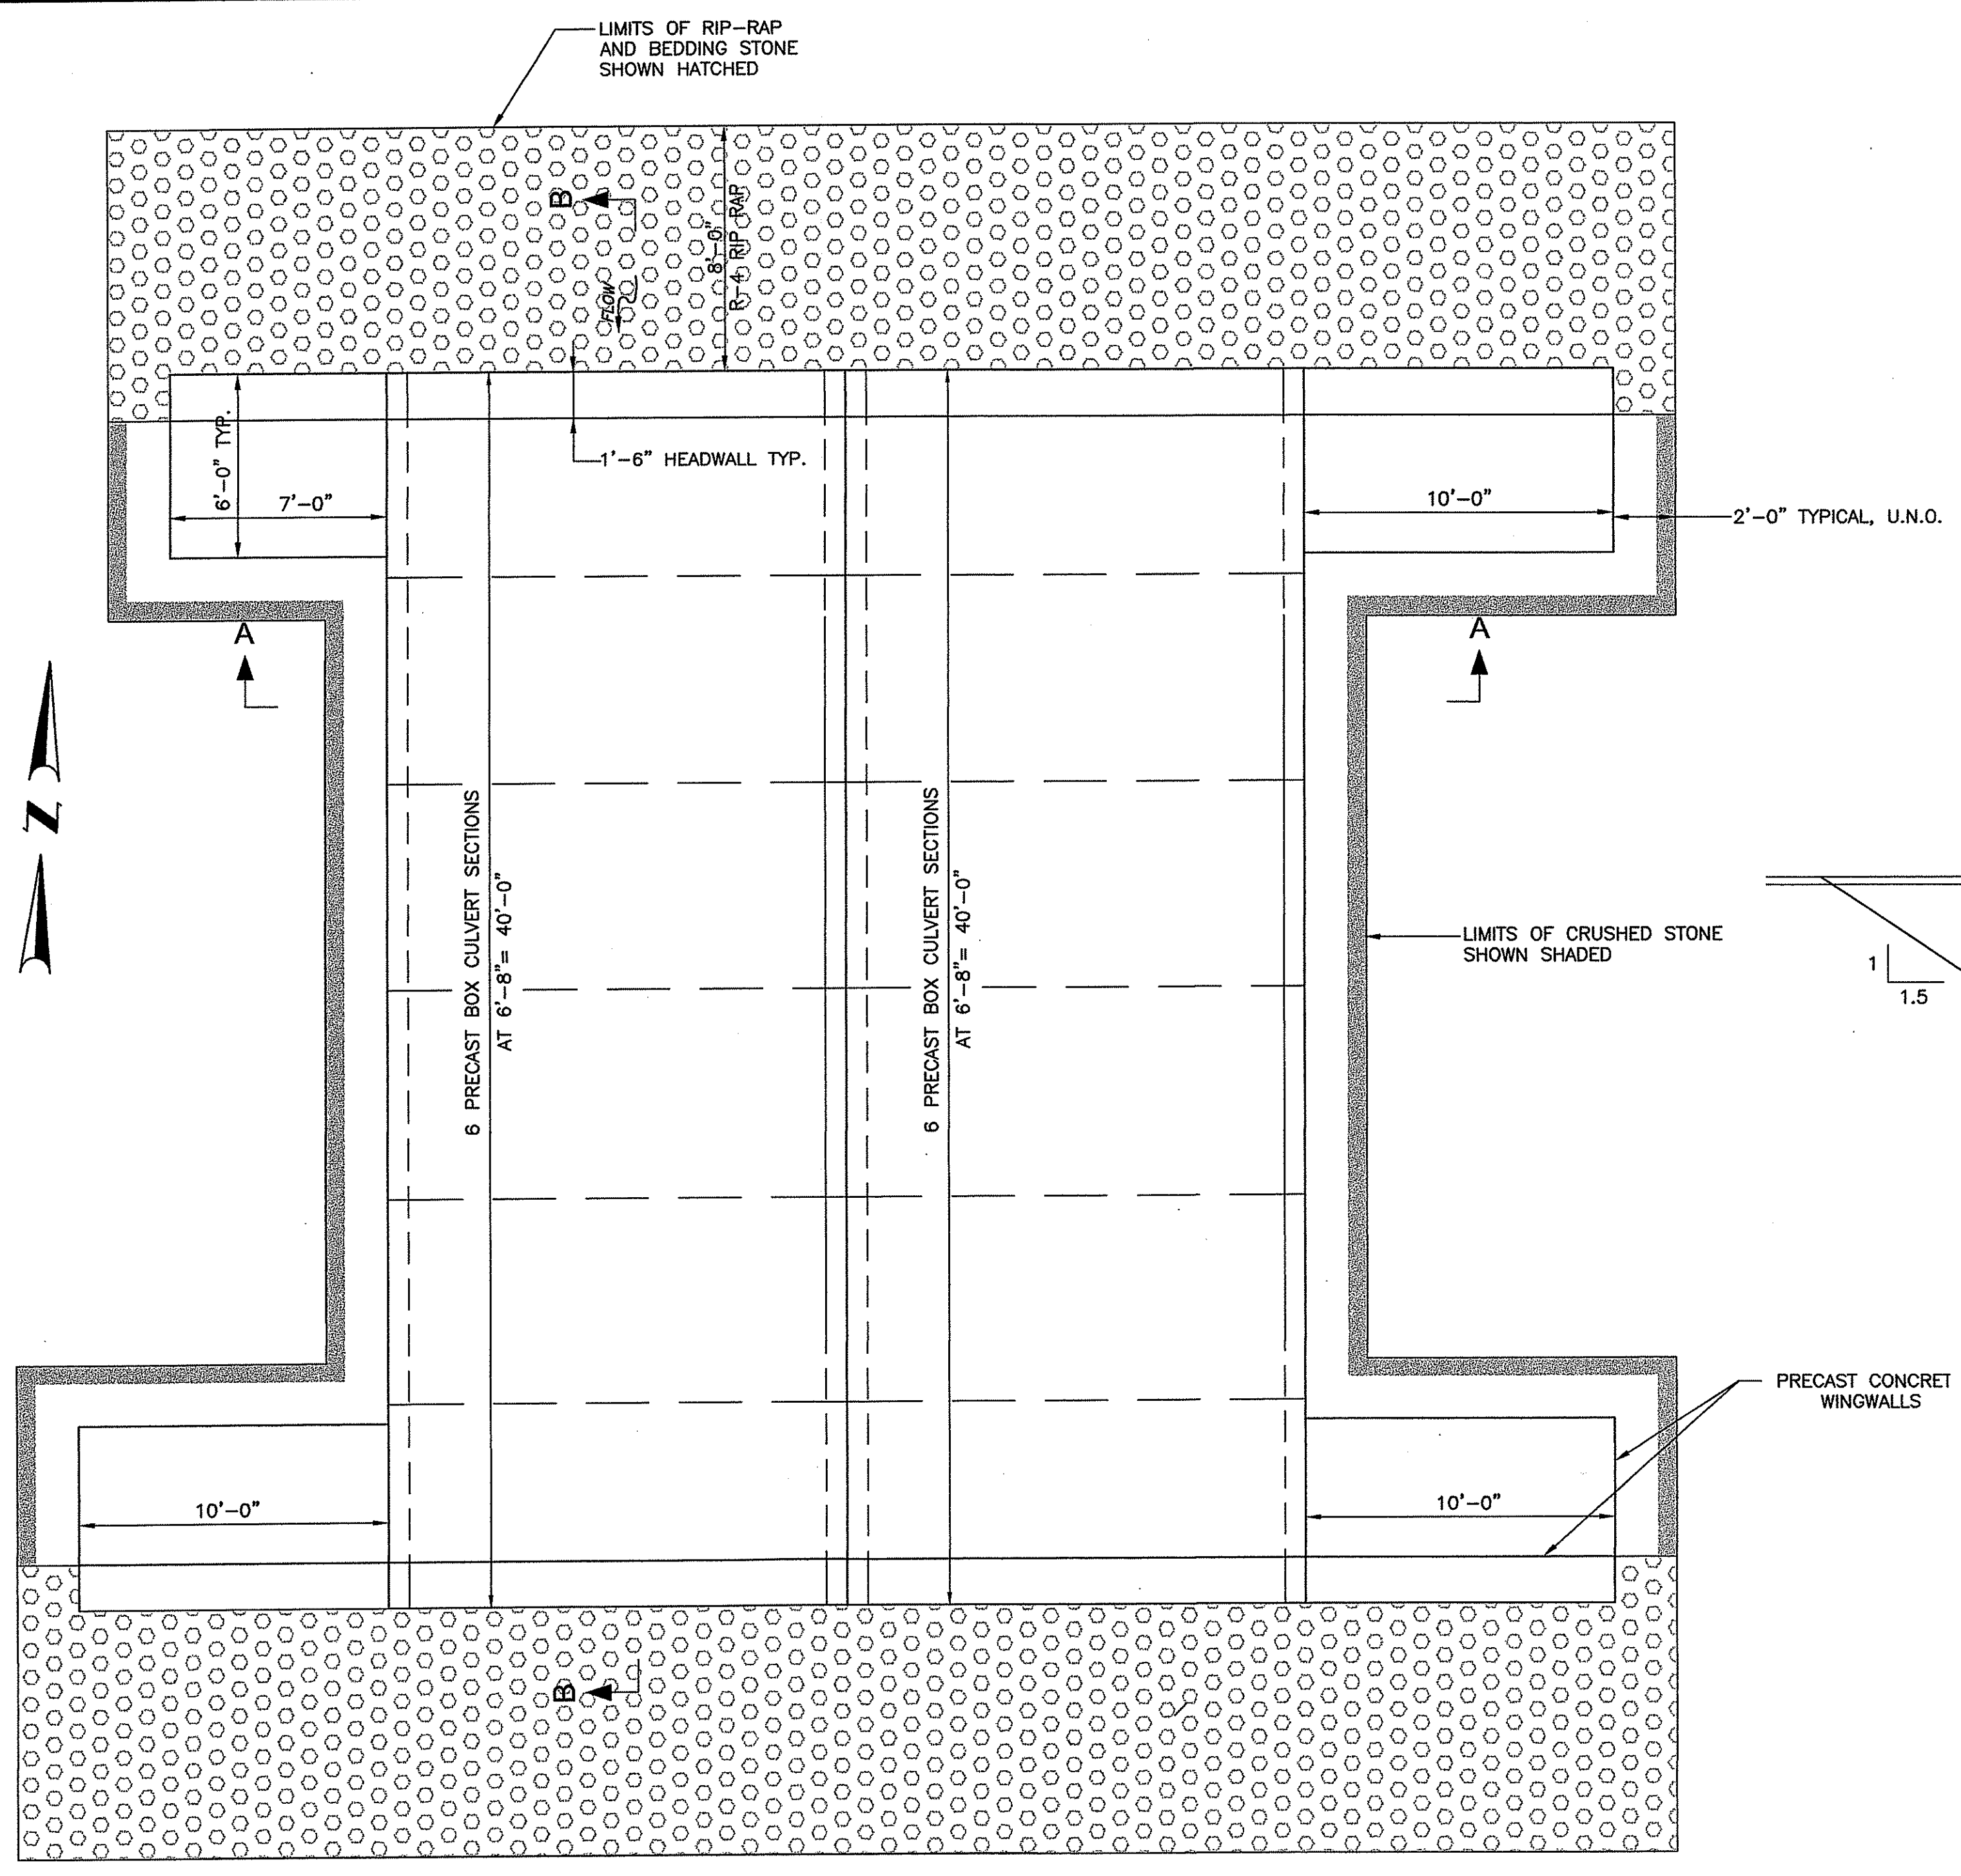 LIMITS OF RIP-RAP
AND BEDDING STONE
SHOWN HATCHED
B
FLOW
8'-0"
R-4 RIP RAP
1'-6" HEADWALL TYP.
6'-0" TYP.
7'-0"
10'-0"
2'-0" TYPICAL, U.N.O.
A
A
N
6 PRECAST BOX CULVERT SECTIONS
AT 6'-8"= 40'-0"
6 PRECAST BOX CULVERT SECTIONS
AT 6'-8"= 40'-0"
LIMITS OF CRUSHED STONE
SHOWN SHADED
1
1.5
PRECAST CONCRET
WINGWALLS
10'-0"
10'-0"
B